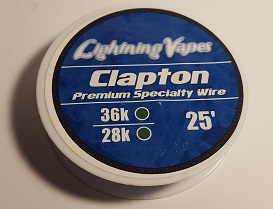 Lightning Vapes
Clapton
Premium Specialty Wire
36k
28k
25'